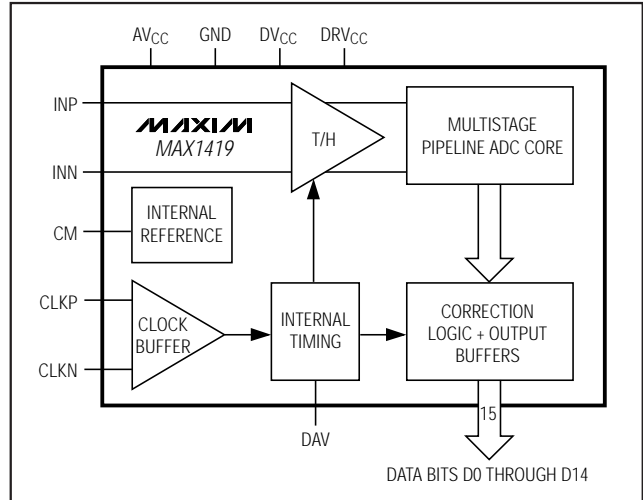 AVCC GND DVCC DRVCC
INP
MAXIM
MAX1419
T/H
MULTISTAGE
PIPELINE ADC CORE
INN
INTERNAL
REFERENCE
CM
CLKP
CLOCK
BUFFER
INTERNAL
TIMING
CORRECTION
LOGIC + OUTPUT
BUFFERS
CLKN
15
DAV
DATA BITS D0 THROUGH D14